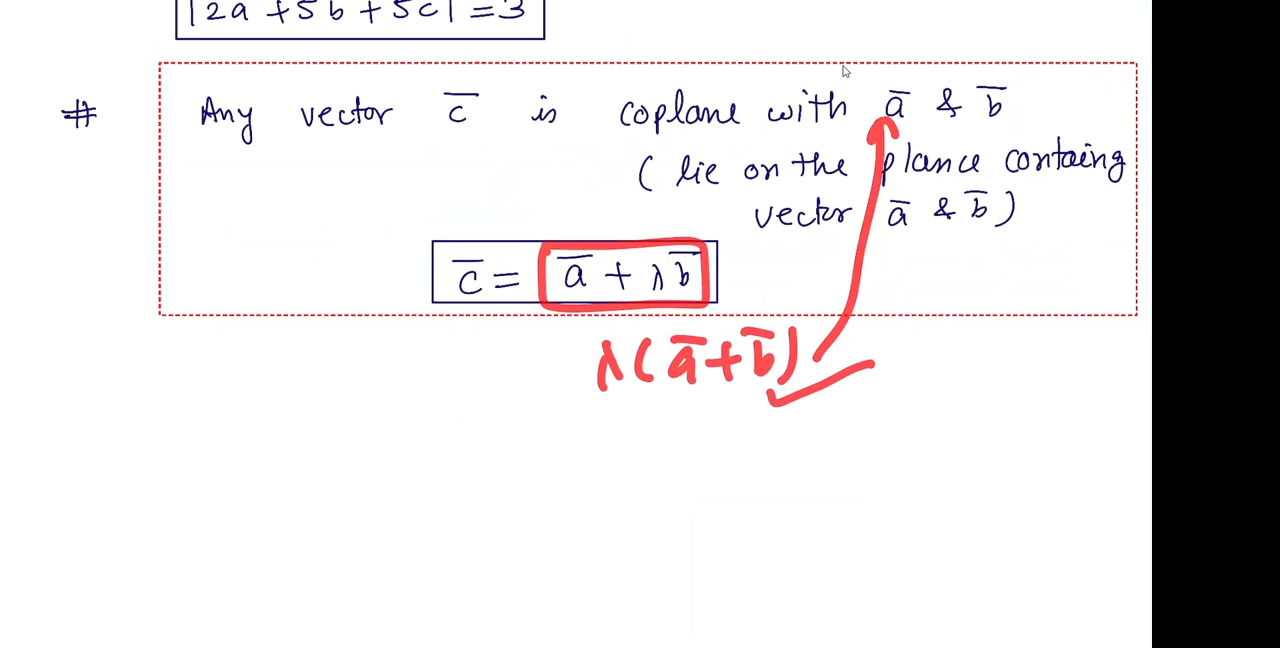 |2a + 5b + 5c| = 3
# Any vector c̅ is coplane with a̅ & b̅
( lie on the plance containg
vector a̅ & b̅ )
c̅ = a̅ + λb̅
λ( a̅ + b̅ )